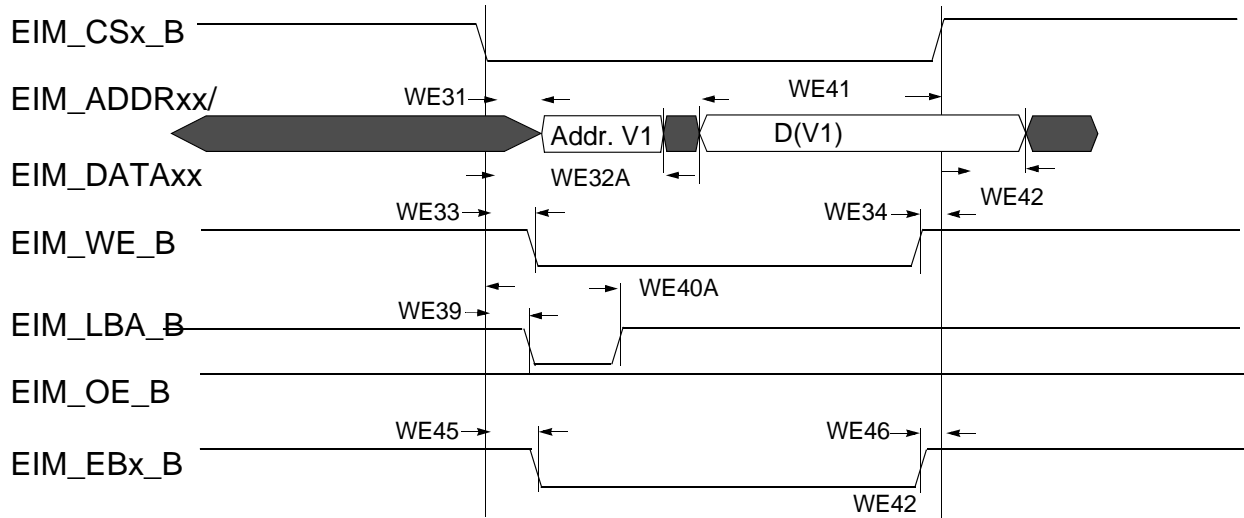 EIM_CSx_B
EIM_ADDRxx/
WE31
WE41
Addr. V1
D(V1)
EIM_DATAxx
WE32A
WE42
WE33
WE34
EIM_WE_B
WE40A
WE39
EIM_LBA_B
EIM_OE_B
WE45
WE46
EIM_EBx_B
WE42